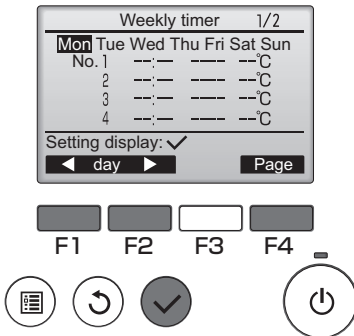 Weekly timer 1/2
Mon Tue Wed Thu Fri Sat Sun
No. 1 --:-- ---- --°C
2 --:-- ---- --°C
3 --:-- ---- --°C
4 --:-- ---- --°C
Setting display: ✓
◀ day ▶ Page
F1 F2 F3 F4